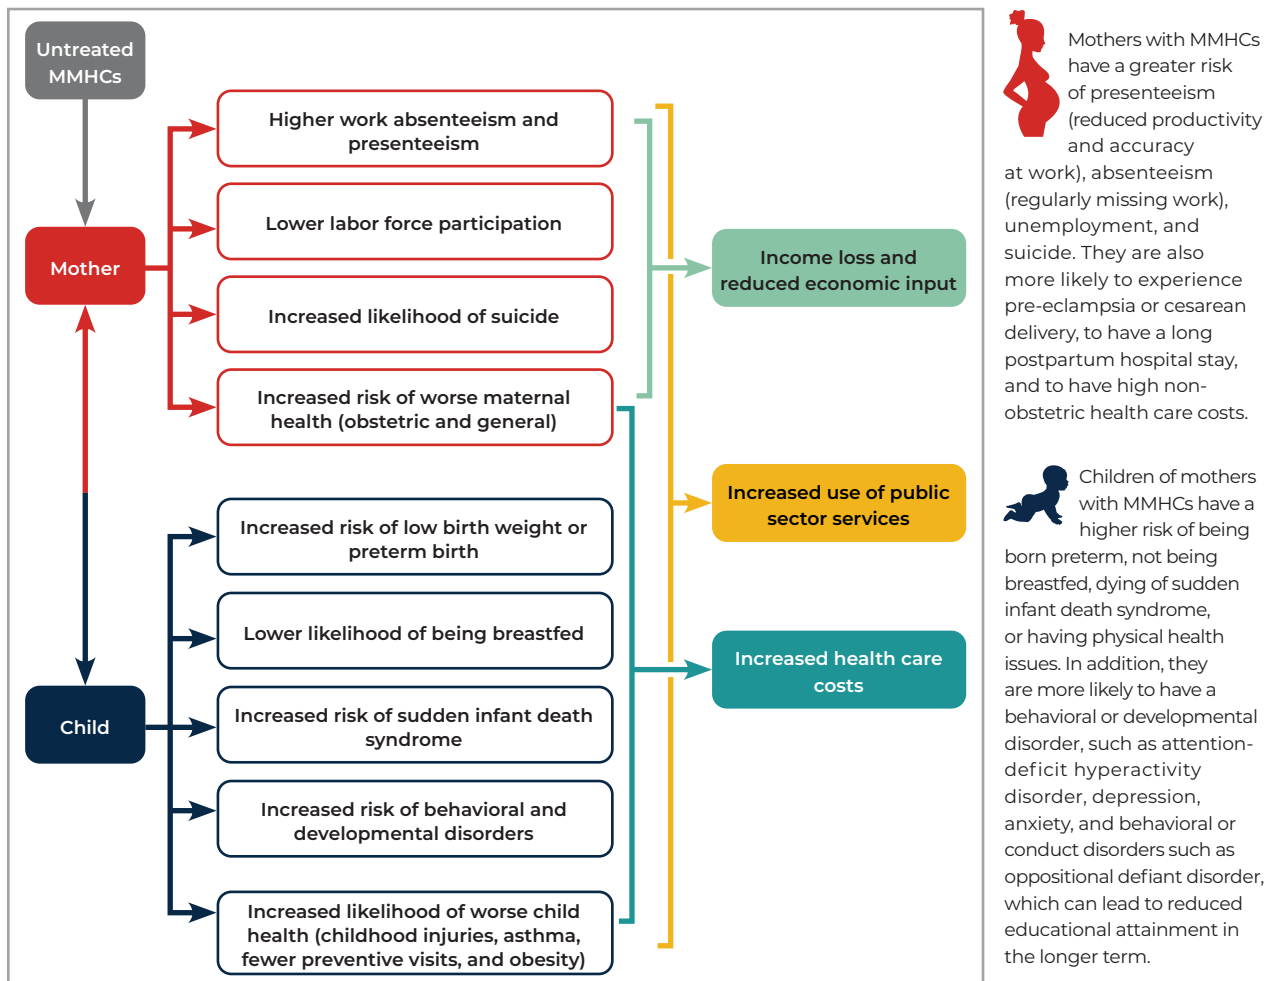 Untreated
MMHCs
Mother
Higher work absenteeism and
presenteeism
Lower labor force participation
Increased likelihood of suicide
Increased risk of worse maternal
health (obstetric and general)
Child
Increased risk of low birth weight or
preterm birth
Lower likelihood of being breastfed
Increased risk of sudden infant death
syndrome
Increased risk of behavioral and
developmental disorders
Increased likelihood of worse child
health (childhood injuries, asthma,
fewer preventive visits, and obesity)
Income loss and
reduced economic input
Increased use of public
sector services
Increased health care
costs
Mothers with MMHCs
have a greater risk
of presenteeism
(reduced productivity
and accuracy
at work), absenteeism
(regularly missing work),
unemployment, and
suicide. They are also
more likely to experience
pre-eclampsia or cesarean
delivery, to have a long
postpartum hospital stay,
and to have high non-
obstetric health care costs.
Children of mothers
with MMHCs have a
higher risk of being
born preterm, not being
breastfed, dying of sudden
infant death syndrome,
or having physical health
issues. In addition, they
are more likely to have a
behavioral or developmental
disorder, such as attention-
deficit hyperactivity
disorder, depression,
anxiety, and behavioral or
conduct disorders such as
oppositional defiant disorder,
which can lead to reduced
educational attainment in
the longer term.